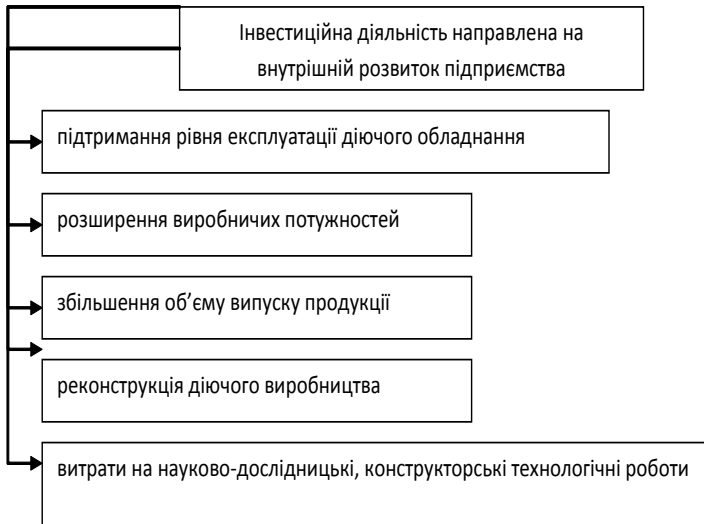 Інвестиційна діяльність направлена на
внутрішній розвиток підприємства
підтримання рівня експлуатації діючого обладнання
розширення виробничих потужностей
збільшення об’єму випуску продукції
реконструкція діючого виробництва
витрати на науково-дослідницькі, конструкторські технологічні роботи